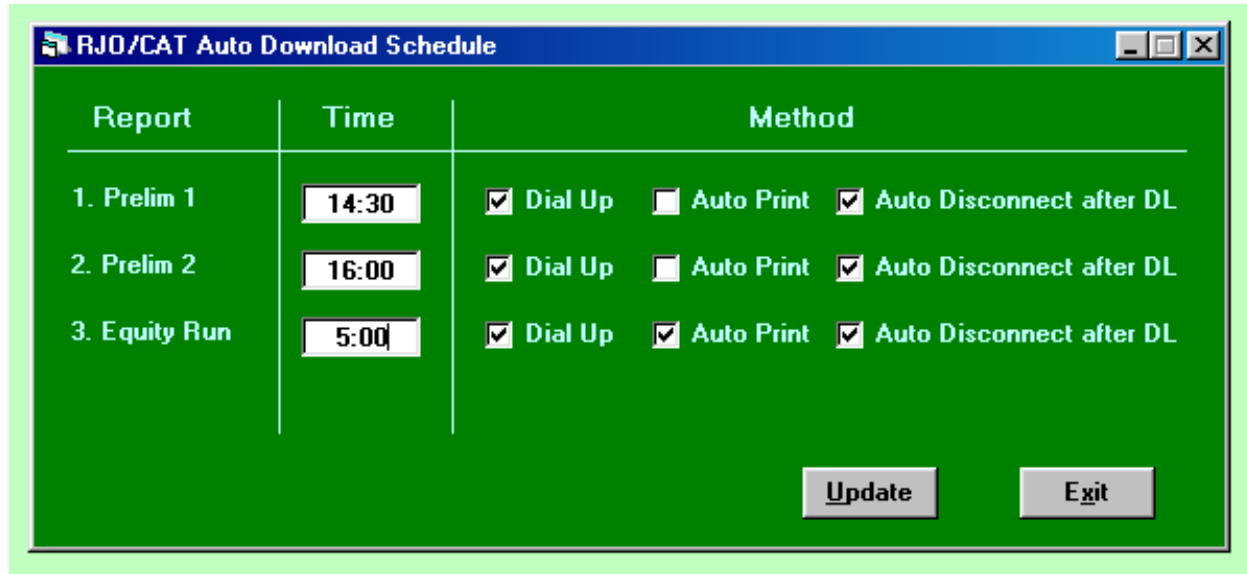 RJO/CAT Auto Download Schedule
Report Time Method
1. Prelim 1 14:30 Dial Up Auto Print Auto Disconnect after DL
2. Prelim 2 16:00 Dial Up Auto Print Auto Disconnect after DL
3. Equity Run 5:00 Dial Up Auto Print Auto Disconnect after DL
Update Exit